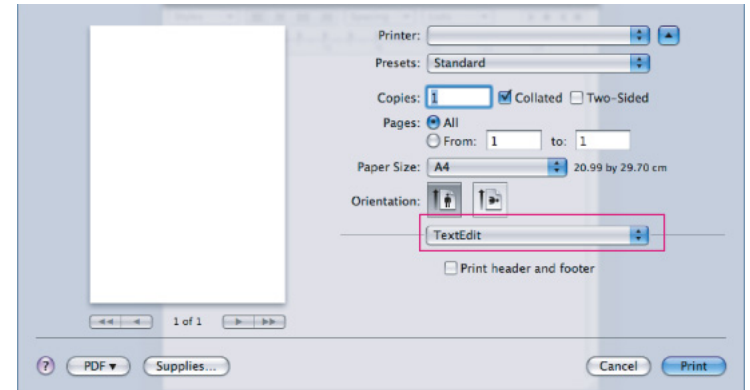 Printer:
Presets: Standard
Copies: 1 Collated Two-Sided
Pages: All
From: 1 to: 1
Paper Size: A4 20.99 by 29.70 cm
Orientation:
TextEdit
Print header and footer
1 of 1
? PDF Supplies... Cancel Print